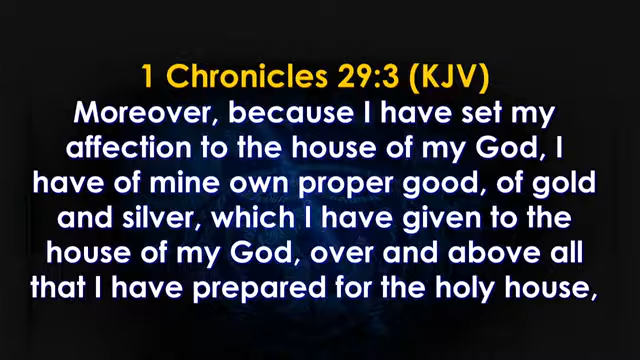 1 Chronicles 29:3 (KJV)
Moreover, because I have set my
affection to the house of my God, I
have of mine own proper good, of gold
and silver, which I have given to the
house of my God, over and above all
that I have prepared for the holy house,